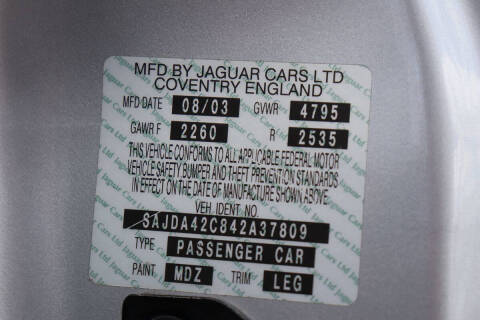 MFD BY JAGUAR CARS LTD
COVENTRY ENGLAND
MFD DATE 08/03 GVWR 4795
GAWR F 2260 R 2535
THIS VEHICLE CONFORMS TO ALL APPLICABLE FEDERAL MOTOR
VEHICLE SAFETY BUMPER AND THEFT PREVENTION STANDARDS
IN EFFECT ON THE DATE OF MANUFACTURE SHOWN ABOVE.
VEH. IDENT NO.
SAJDA42C842A37809
TYPE PASSENGER CAR
PAINT MDZ TRIM LEG